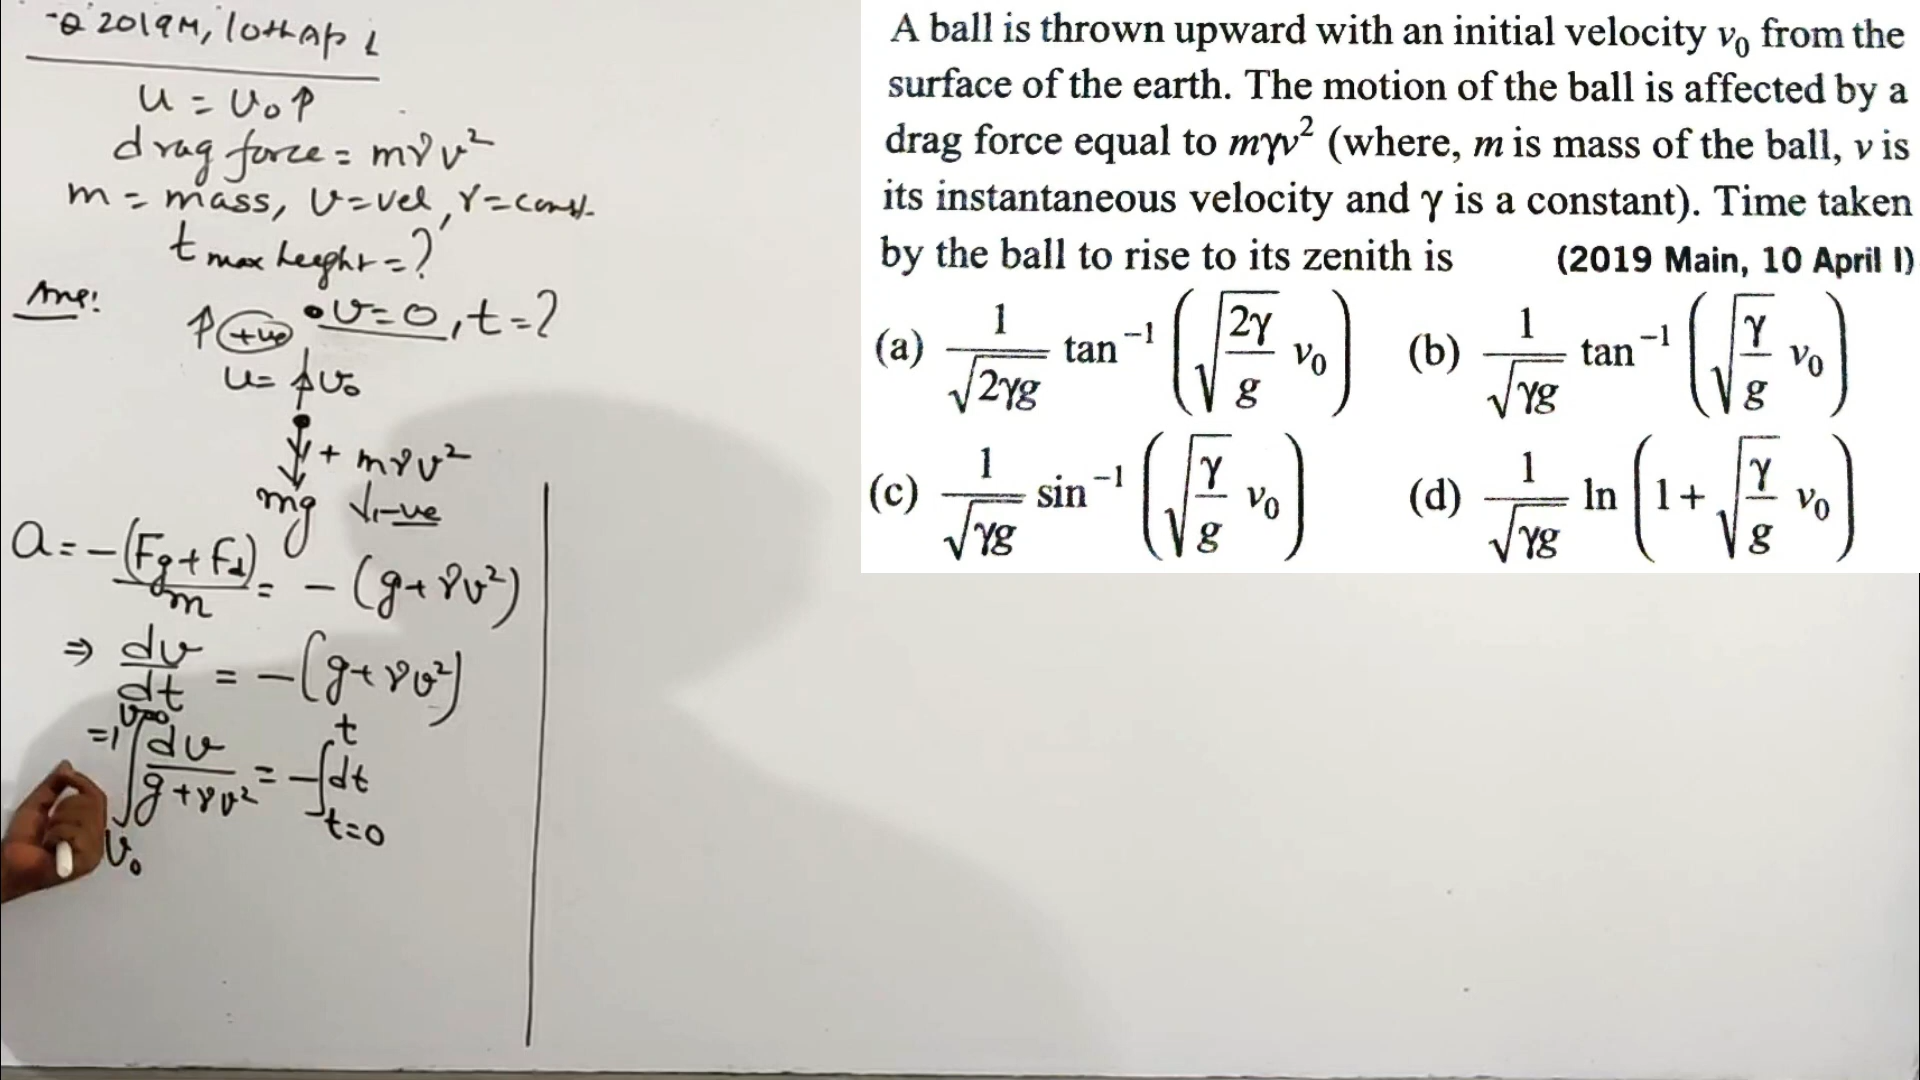 Q 2019M, 10th Ap 1
u = v₀↑
drag force = mγv²
m = mass, v = vel, γ = const.
t max height = ?
Ans:
↑ +ve • v = 0, t = ?
u = ↑v₀
+ mγv²
mg ↓-ve
a = -(Fg + Fd)/m = -(g + γv²)
⇒ dv/dt = -(g + γv²)
⇒ ∫_{v₀}^{v=0} dv/(g + γv²) = -∫_{t=0}^{t} dt
A ball is thrown upward with an initial velocity v₀ from the
surface of the earth. The motion of the ball is affected by a
drag force equal to mγv² (where, m is mass of the ball, v is
its instantaneous velocity and γ is a constant). Time taken
by the ball to rise to its zenith is (2019 Main, 10 April I)
(a) 1/√(2γg) tan⁻¹(√(2γ/g) v₀) (b) 1/√(γg) tan⁻¹(√(γ/g) v₀)
(c) 1/√(γg) sin⁻¹(√(γ/g) v₀) (d) 1/√(γg) ln(1+√(γ/g) v₀)